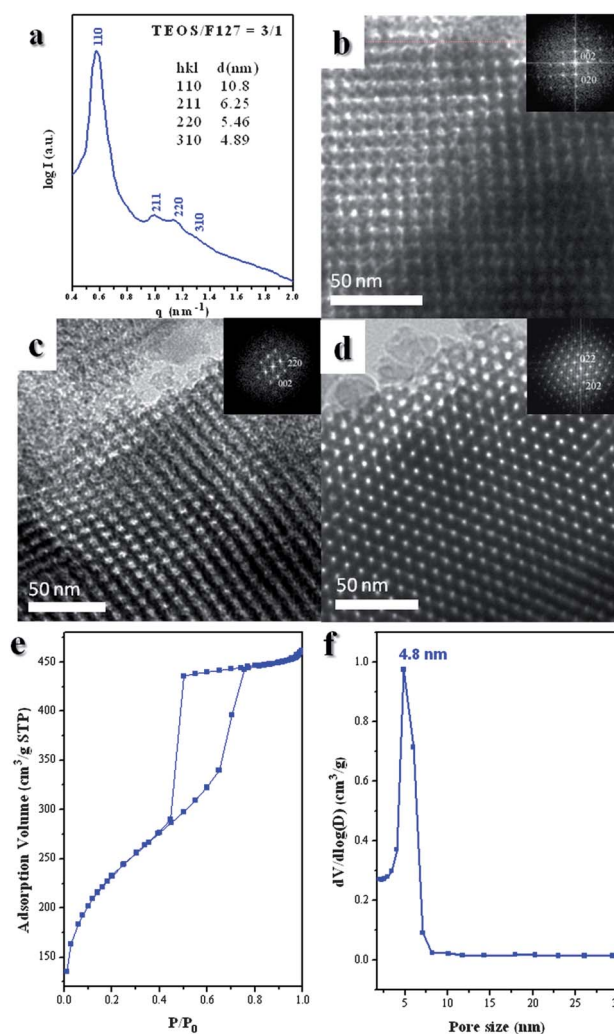 a
TEOS/F127 = 3/1
hkl d(nm)
110 10.8
211 6.25
220 5.46
310 4.89
110
211
220
310
log I (a.u.)
0.4 0.6 0.8 1.0 1.2 1.4 1.6 1.8 2.0
q (nm⁻¹)
b
002
020
50 nm
c
220
002
50 nm
d
022
202
50 nm
e
450
400
350
300
250
200
150
Adsorption Volume (cm³/g STP)
0.0 0.2 0.4 0.6 0.8 1.0
P/P₀
f
4.8 nm
1.0
0.8
0.6
0.4
0.2
0.0
dV/dlog(D) (cm³/g)
5 10 15 20 25
Pore size (nm)